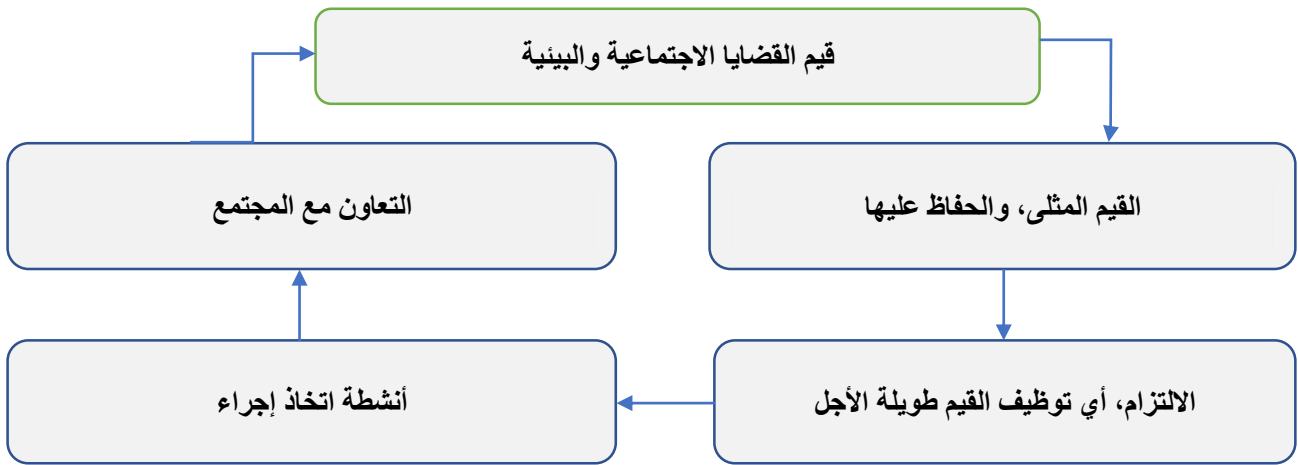 قيم القضايا الاجتماعية والبيئية
القيم المثلى، والحفاظ عليها
التعاون مع المجتمع
الالتزام، أي توظيف القيم طويلة الأجل
أنشطة اتخاذ إجراء